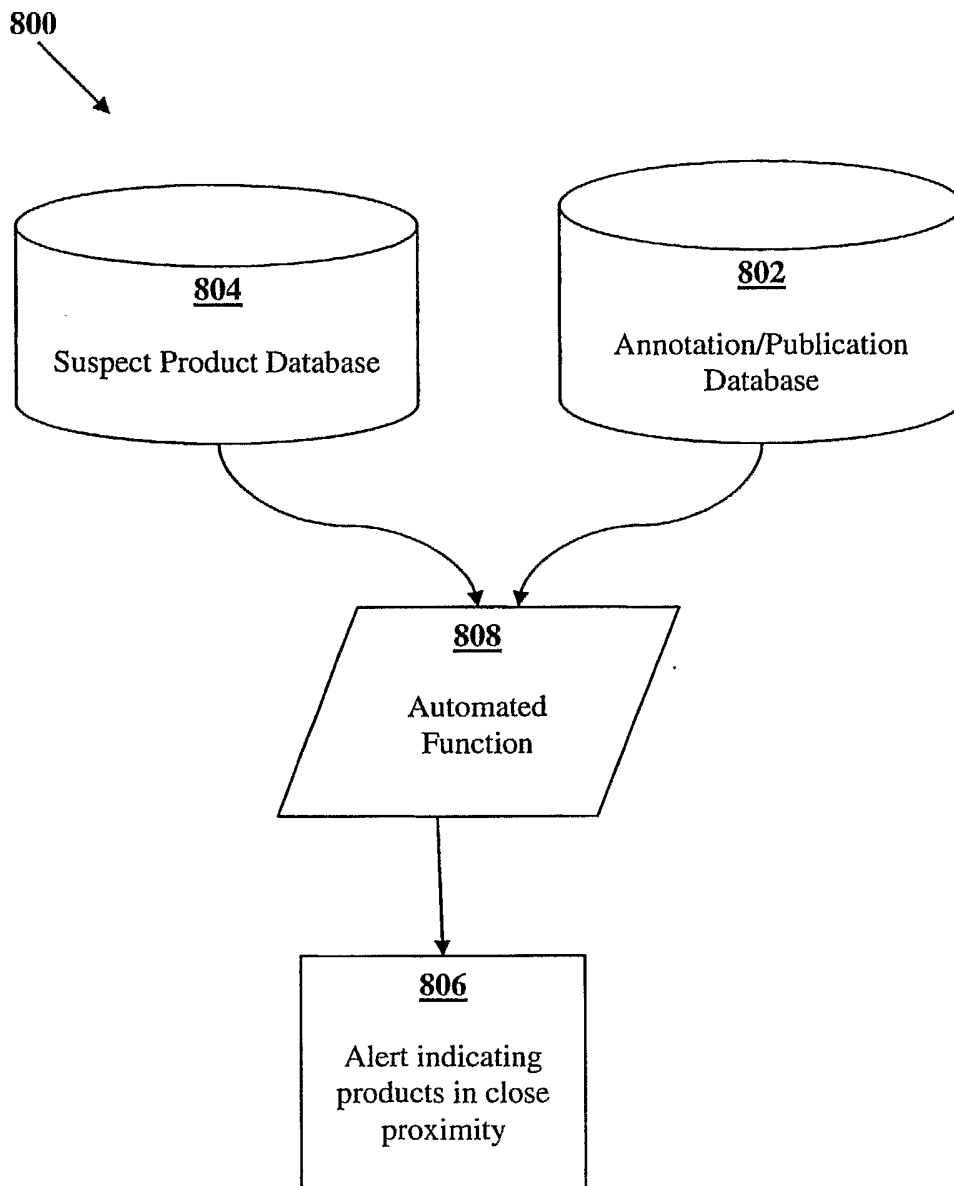 800
804
Suspect Product Database
802
Annotation/Publication
Database
808
Automated
Function
806
Alert indicating
products in close
proximity